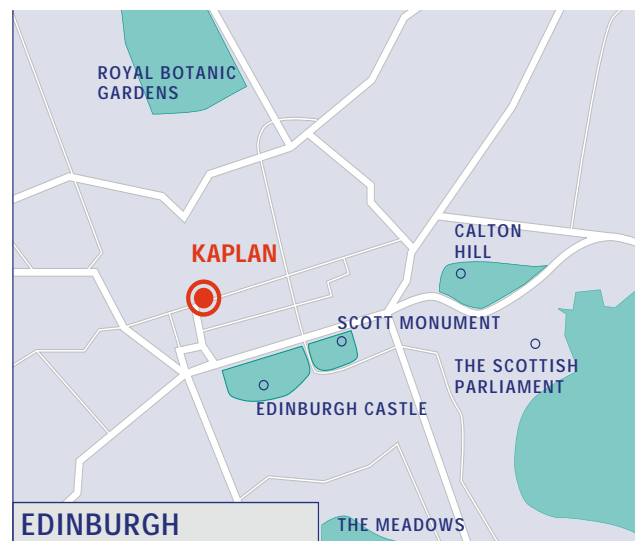 ROYAL BOTANIC
GARDENS
CALTON
HILL
KAPLAN
SCOTT MONUMENT
THE SCOTTISH
PARLIAMENT
EDINBURGH CASTLE
EDINBURGH
THE MEADOWS